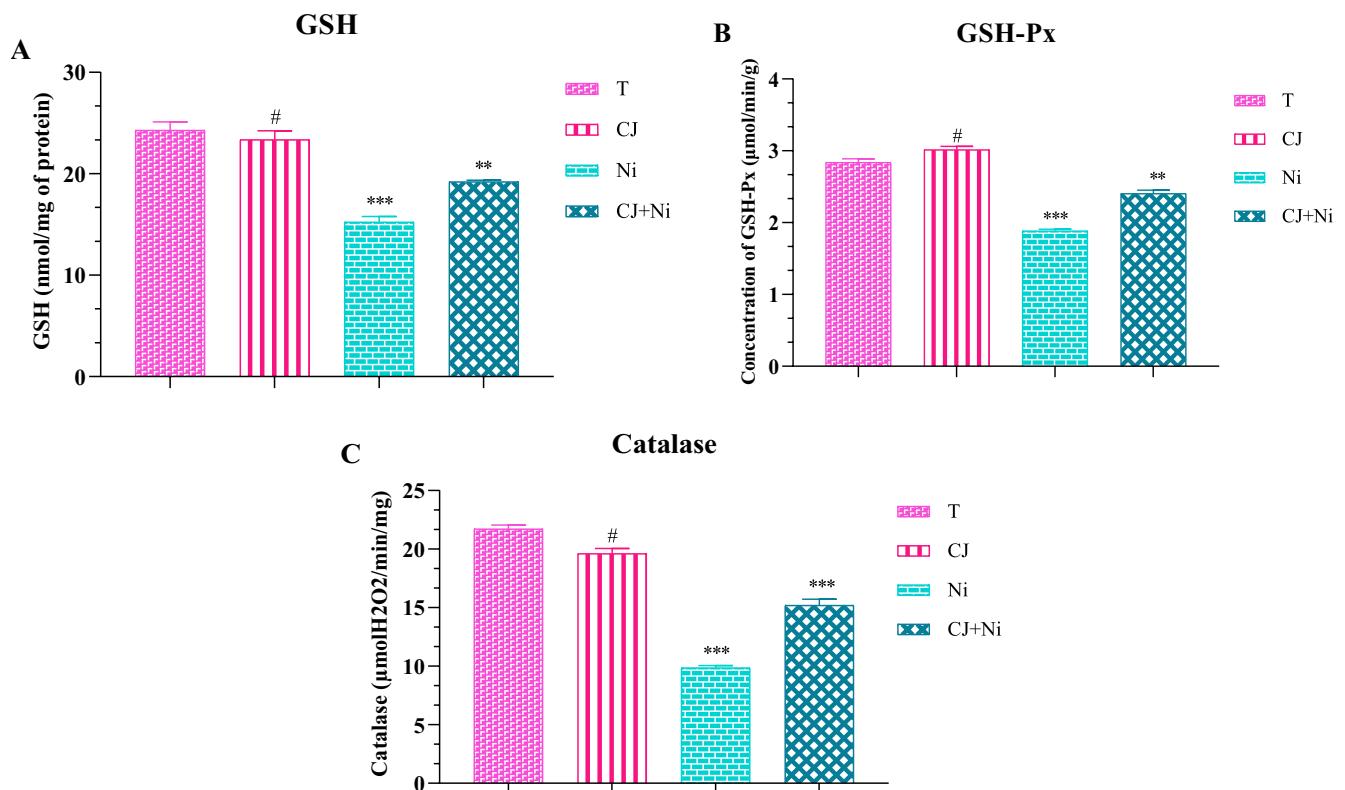 A
GSH
GSH (nmol/mg of protein)
30
20
10
0
#
***
**
T
CJ
Ni
CJ+Ni
B
GSH-Px
Concentration of GSH-Px (μmol/min/g)
4
3
2
1
0
#
***
**
T
CJ
Ni
CJ+Ni
C
Catalase
Catalase (μmolH2O2/min/mg)
25
20
15
10
5
0
#
***
***
T
CJ
Ni
CJ+Ni